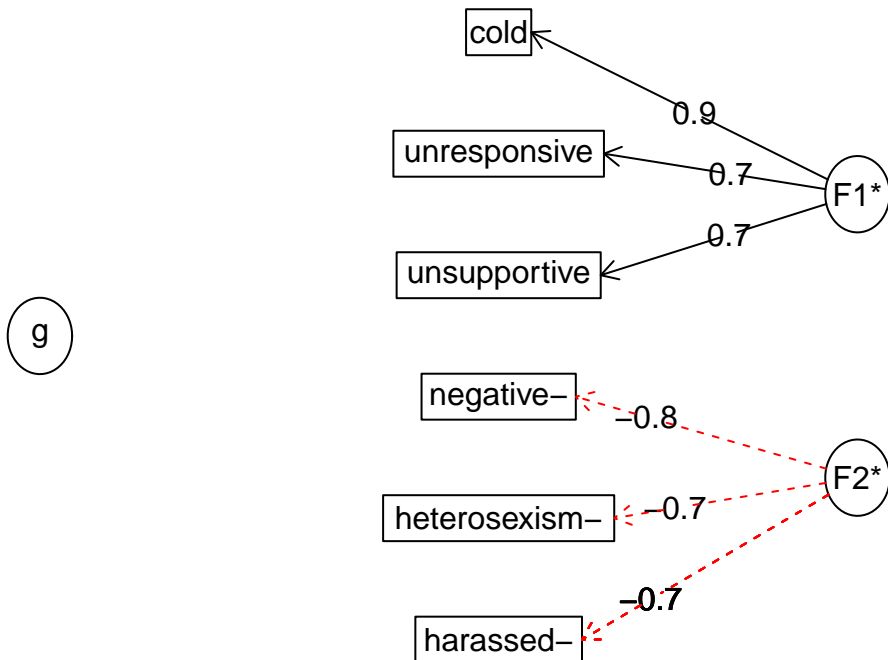 cold
0.9
unresponsive
0.7
F1*
0.7
unsupportive
g
negative−
−0.8
F2*
heterosexism−
−0.7
−0.7
harassed−